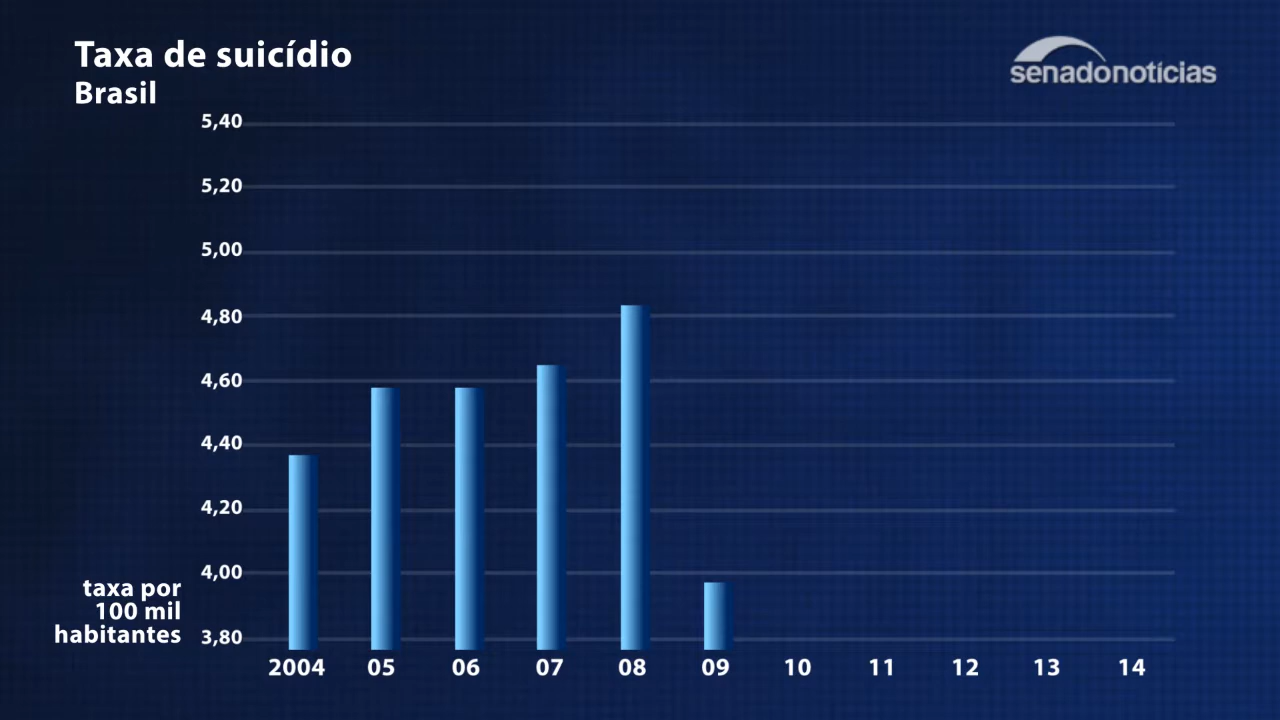 Taxa de suicídio
Brasil
senadonotícias
5,40
5,20
5,00
4,80
4,60
4,40
4,20
4,00
3,80
taxa por
100 mil
habitantes
2004 05 06 07 08 09 10 11 12 13 14